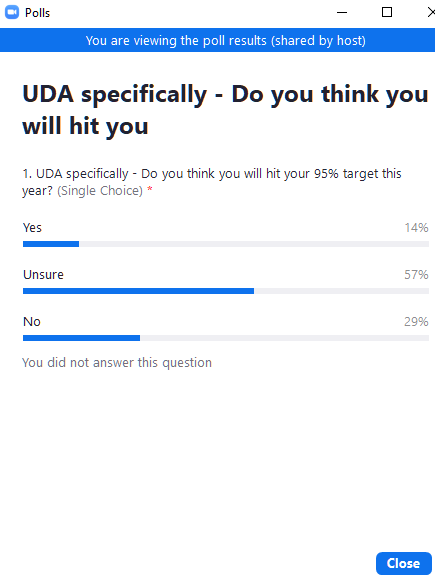 Polls
You are viewing the poll results (shared by host)
UDA specifically - Do you think you
will hit you
1. UDA specifically - Do you think you will hit your 95% target this
year? (Single Choice) *
Yes 14%
Unsure 57%
No 29%
You did not answer this question
Close